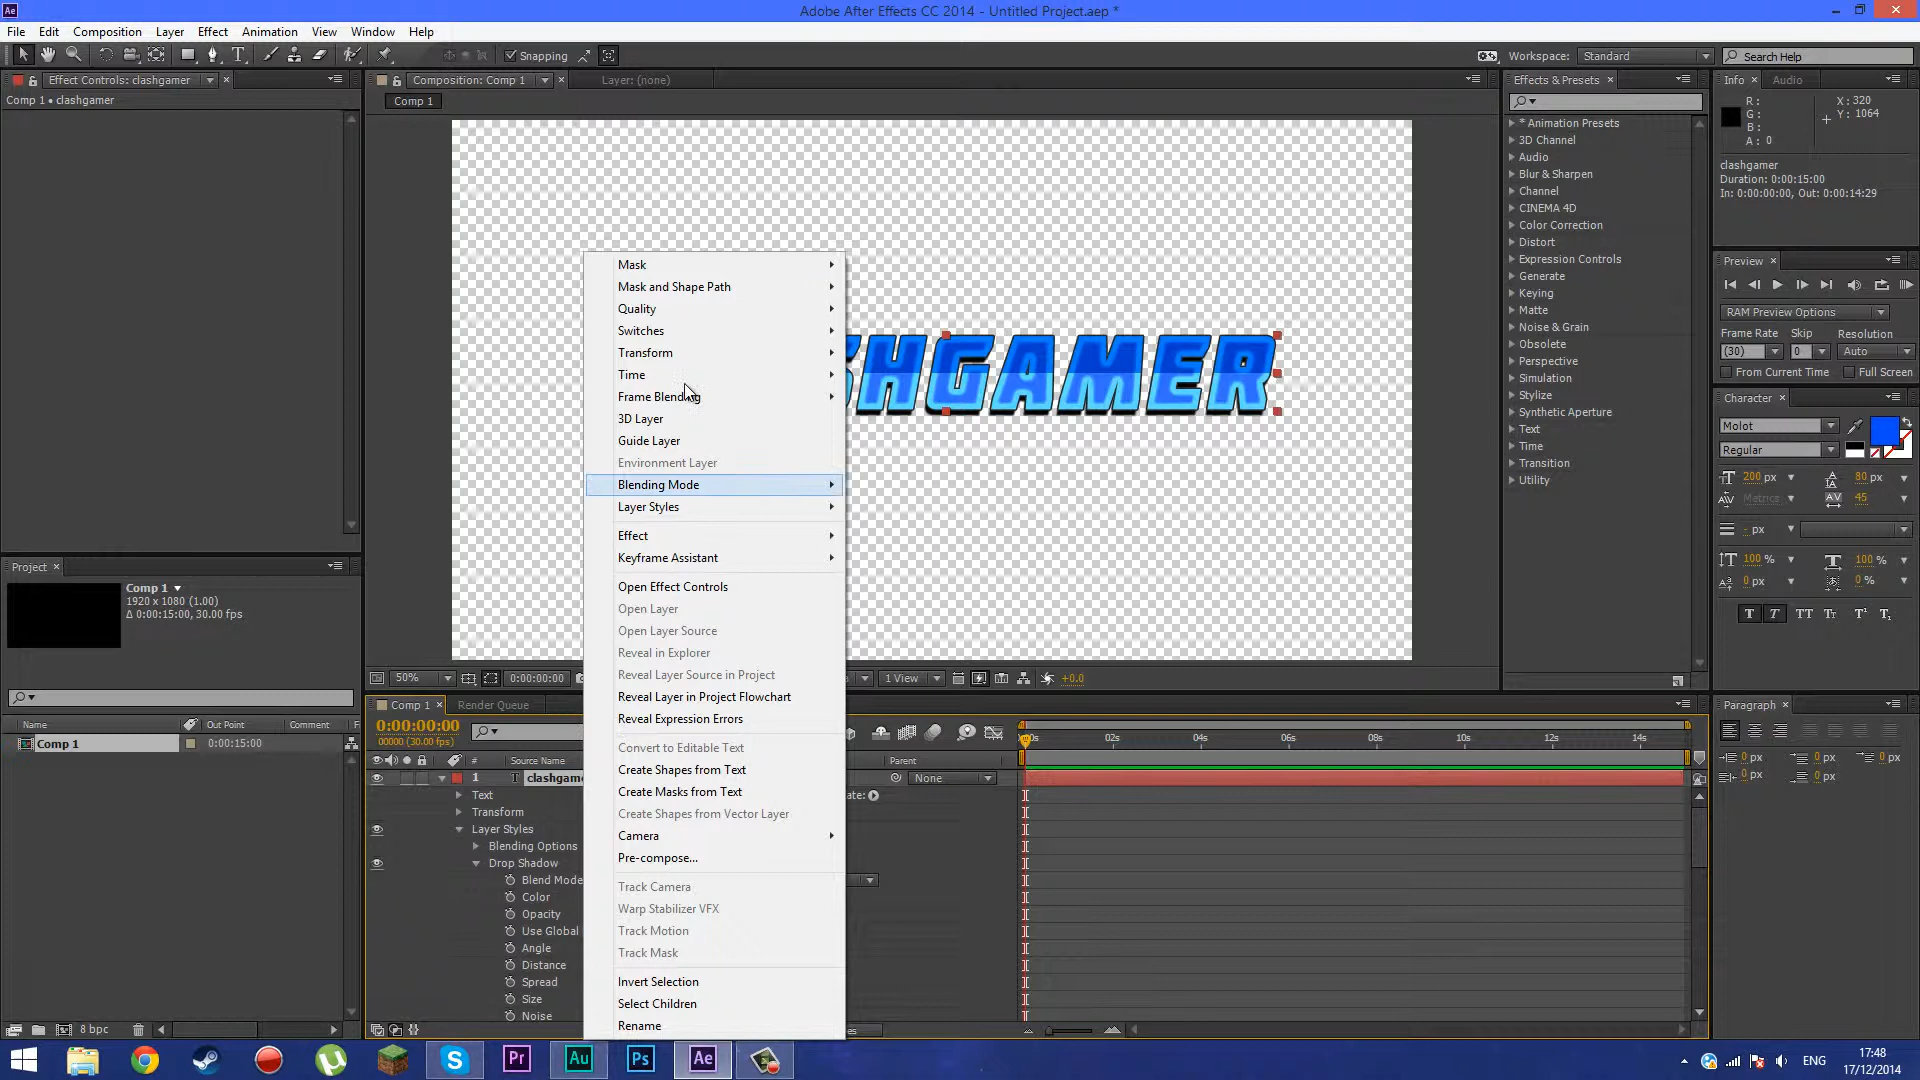 Ae Adobe After Effects CC 2014 - Untitled Project.aep *
File Edit Composition Layer Effect Animation View Window Help
T Snapping Workspace: Standard Search Help
Effect Controls: clashgamer
Composition: Comp 1
Layer: (none)
Effects & Presets
Info
Audio
Comp 1 • clashgamer
Comp 1
R :
G :
B :
A : 0
X : 320
Y : 1064
clashgamer
Duration: 0:00:15:00
In: 0:00:00:00, Out: 0:00:14:29
* Animation Presets
3D Channel
Audio
Blur & Sharpen
Channel
CINEMA 4D
Color Correction
Distort
Expression Controls
Generate
Keying
Matte
Noise & Grain
Obsolete
Perspective
Simulation
Stylize
Synthetic Aperture
Text
Time
Transition
Utility
Preview
RAM Preview Options
Frame Rate Skip Resolution
(30) 0 Auto
From Current Time Full Screen
Character
Molot
Regular
200 px 80 px
Metrics 45
- px
100 % 100 %
0 px 0 %
T T TT Tr T¹ T₁
Paragraph
0 px 0 px 0 px
0 px 0 px
SHGAMER
Mask
Mask and Shape Path
Quality
Switches
Transform
Time
Frame Blending
3D Layer
Guide Layer
Environment Layer
Blending Mode
Layer Styles
Effect
Keyframe Assistant
Open Effect Controls
Open Layer
Open Layer Source
Reveal in Explorer
Reveal Layer Source in Project
Reveal Layer in Project Flowchart
Reveal Expression Errors
Convert to Editable Text
Create Shapes from Text
Create Masks from Text
Create Shapes from Vector Layer
Camera
Pre-compose...
Track Camera
Warp Stabilizer VFX
Track Motion
Track Mask
Invert Selection
Select Children
Rename
Project
Comp 1
1920 x 1080 (1.00)
Δ 0:00:15:00, 30.00 fps
Name Out Point Comment F
Comp 1 0:00:15:00
8 bpc
50% 0:00:00:00 1 View +0.0
Comp 1 Render Queue
0:00:00:00
00000 (30.00 fps)
# Source Name Parent
02s 04s 06s 08s 10s 12s 14s
1 T clashgame None
Text
Transform
Layer Styles
Blending Options
Drop Shadow
Blend Mode
Color
Opacity
Use Global
Angle
Distance
Spread
Size
Noise
Pr Au Ps Ae
ENG
17:48
17/12/2014